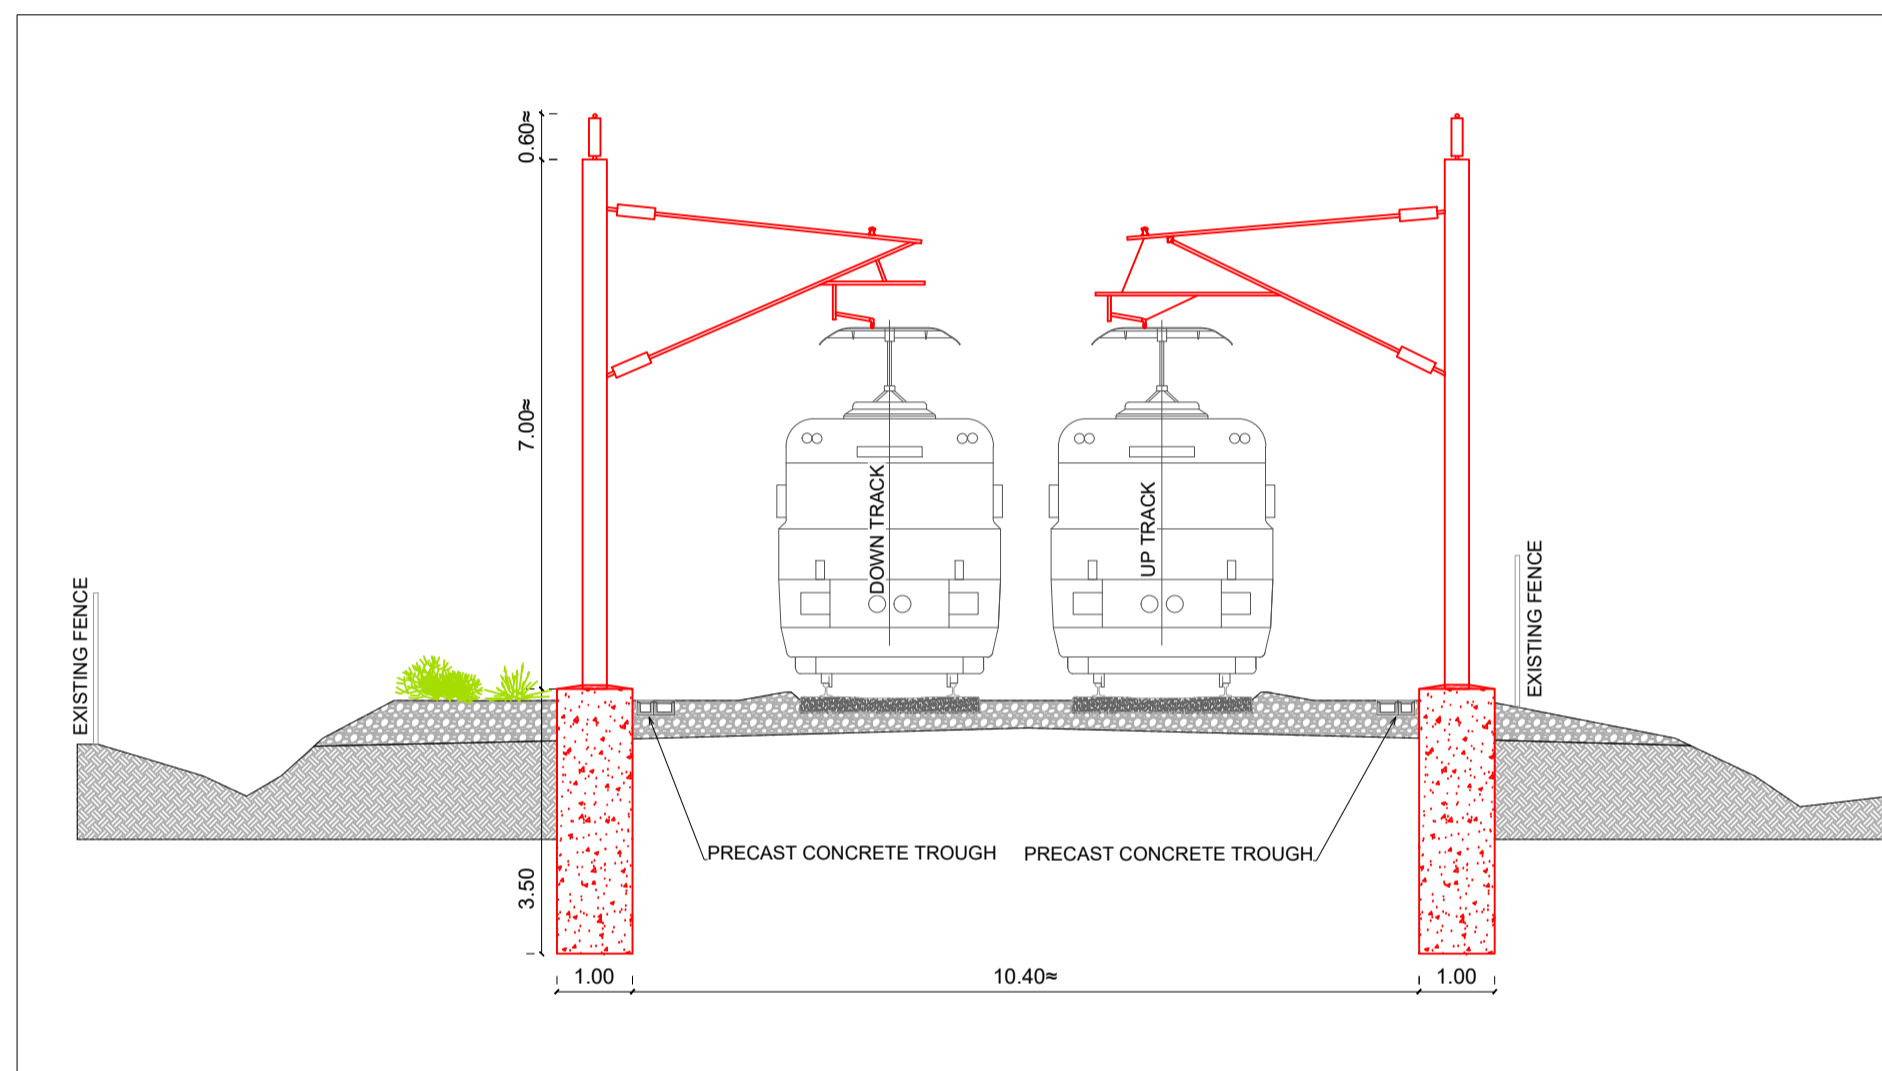 0.60≈
7.00≈
DOWN TRACK
UP TRACK
EXISTING FENCE
EXISTING FENCE
PRECAST CONCRETE TROUGH
PRECAST CONCRETE TROUGH
3.50
1.00
10.40≈
1.00